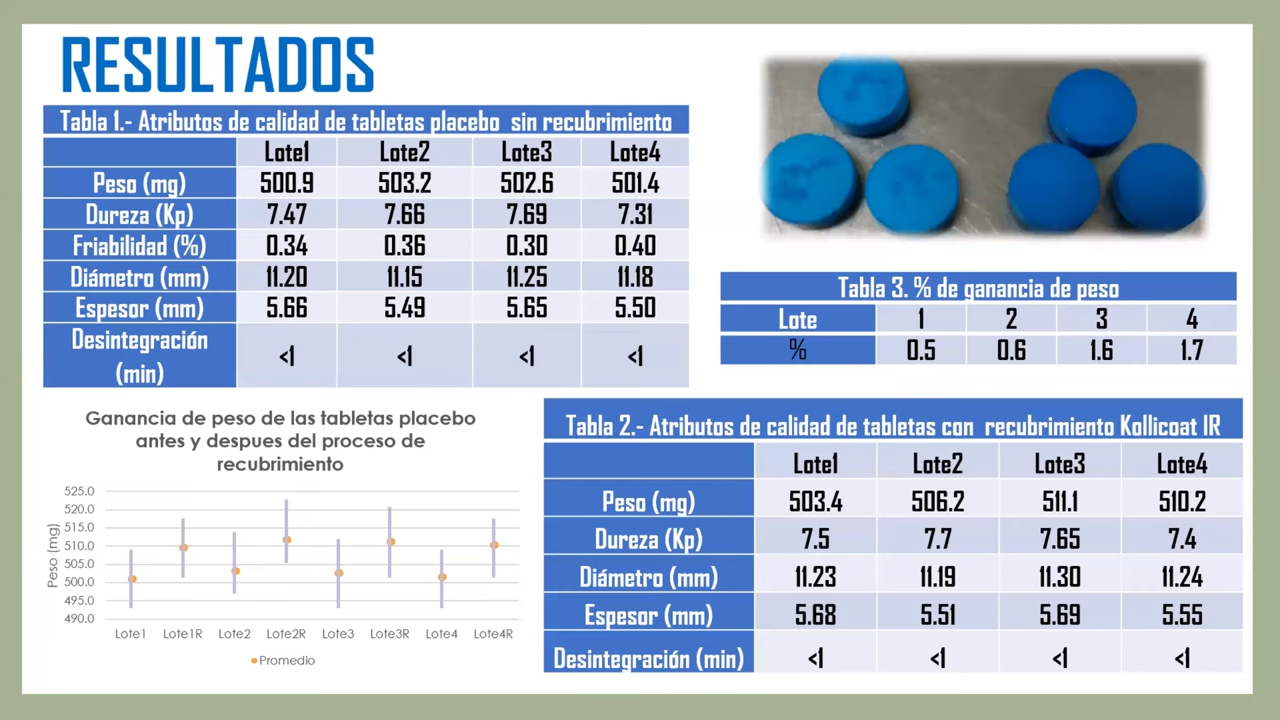 RESULTADOS
Tabla 1.- Atributos de calidad de tabletas placebo sin recubrimiento
Lote1 Lote2 Lote3 Lote4
Peso (mg) 500.9 503.2 502.6 501.4
Dureza (Kp) 7.47 7.66 7.69 7.31
Friabilidad (%) 0.34 0.36 0.30 0.40
Diámetro (mm) 11.20 11.15 11.25 11.18
Espesor (mm) 5.66 5.49 5.65 5.50
Desintegración
(min) <1 <1 <1 <1
Tabla 3. % de ganancia de peso
Lote 1 2 3 4
% 0.5 0.6 1.6 1.7
Ganancia de peso de las tabletas placebo
antes y despues del proceso de
recubrimiento
Peso (mg)
525.0
520.0
515.0
510.0
505.0
500.0
495.0
490.0
Lote1 Lote1R Lote2 Lote2R Lote3 Lote3R Lote4 Lote4R
Promedio
Tabla 2.- Atributos de calidad de tabletas con recubrimiento Kollicoat IR
Lote1 Lote2 Lote3 Lote4
Peso (mg) 503.4 506.2 511.1 510.2
Dureza (Kp) 7.5 7.7 7.65 7.4
Diámetro (mm) 11.23 11.19 11.30 11.24
Espesor (mm) 5.68 5.51 5.69 5.55
Desintegración (min) <1 <1 <1 <1